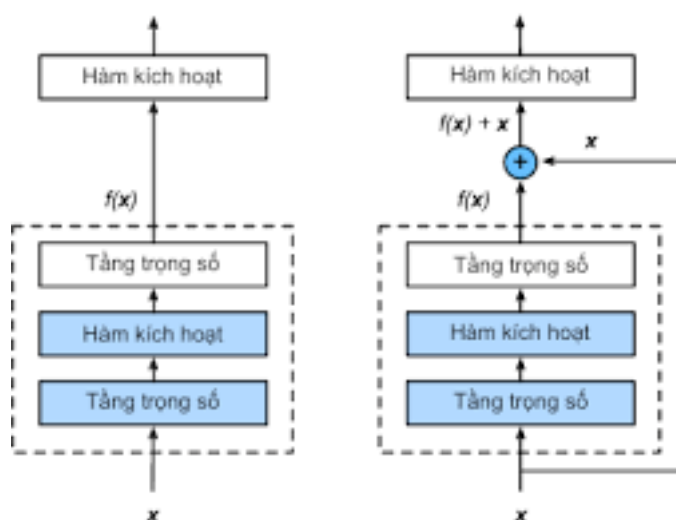 Hàm kích hoạt
f(x)
Tầng trọng số
Hàm kích hoạt
Tầng trọng số
x
Hàm kích hoạt
f(x) + x
x
+
f(x)
Tầng trọng số
Hàm kích hoạt
Tầng trọng số
x